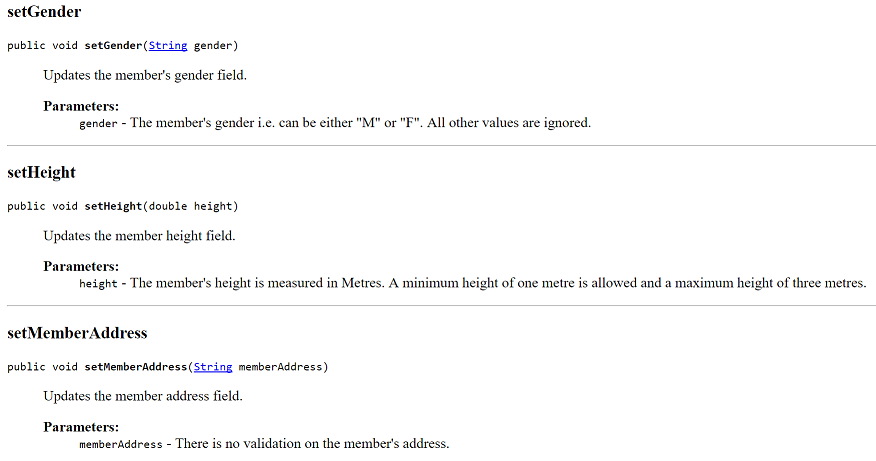 setGender
public void setGender(String gender)
Updates the member's gender field.
Parameters:
gender - The member's gender i.e. can be either "M" or "F". All other values are ignored.
setHeight
public void setHeight(double height)
Updates the member height field.
Parameters:
height - The member's height is measured in Metres. A minimum height of one metre is allowed and a maximum height of three metres.
setMemberAddress
public void setMemberAddress(String memberAddress)
Updates the member address field.
Parameters:
memberAddress - There is no validation on the member's address.